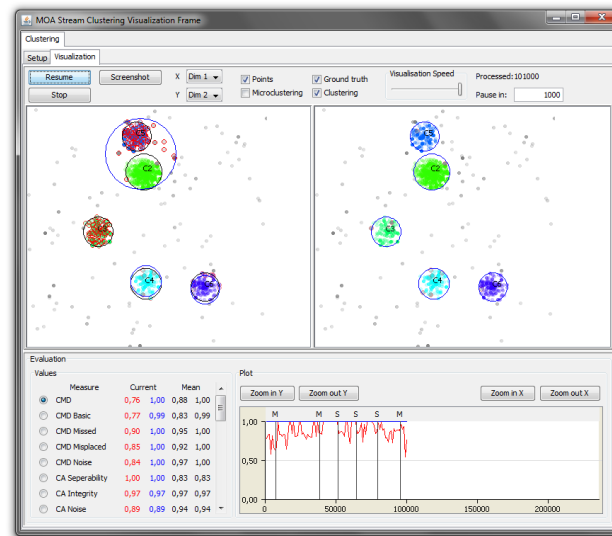 MOA Stream Clustering Visualization Frame
Clustering
Setup Visualization
Resume Screenshot X Dim 1 Points Ground truth Visualisation Speed Processed: 101000
Stop Y Dim 2 Microclustering Clustering Pause in: 1000
C5 C5
C2 C2
C3 C3
C4 C4
Evaluation
Values Plot
Measure Current Mean Zoom in Y Zoom out Y Zoom in X Zoom out X
CMD 0,76 1,00 0,88 1,00
CMD Basic 0,77 0,99 0,83 0,99
CMD Missed 0,90 1,00 0,95 1,00
CMD Misplaced 0,85 1,00 0,92 1,00
CMD Noise 0,84 1,00 0,97 1,00
CA Seperability 1,00 1,00 0,83 0,83
CA Integrity 0,97 0,97 0,97 0,97
CA Noise 0,89 0,89 0,94 0,94
M M S S S M
1,00
0,50
0,00
0 50000 100000 150000 200000